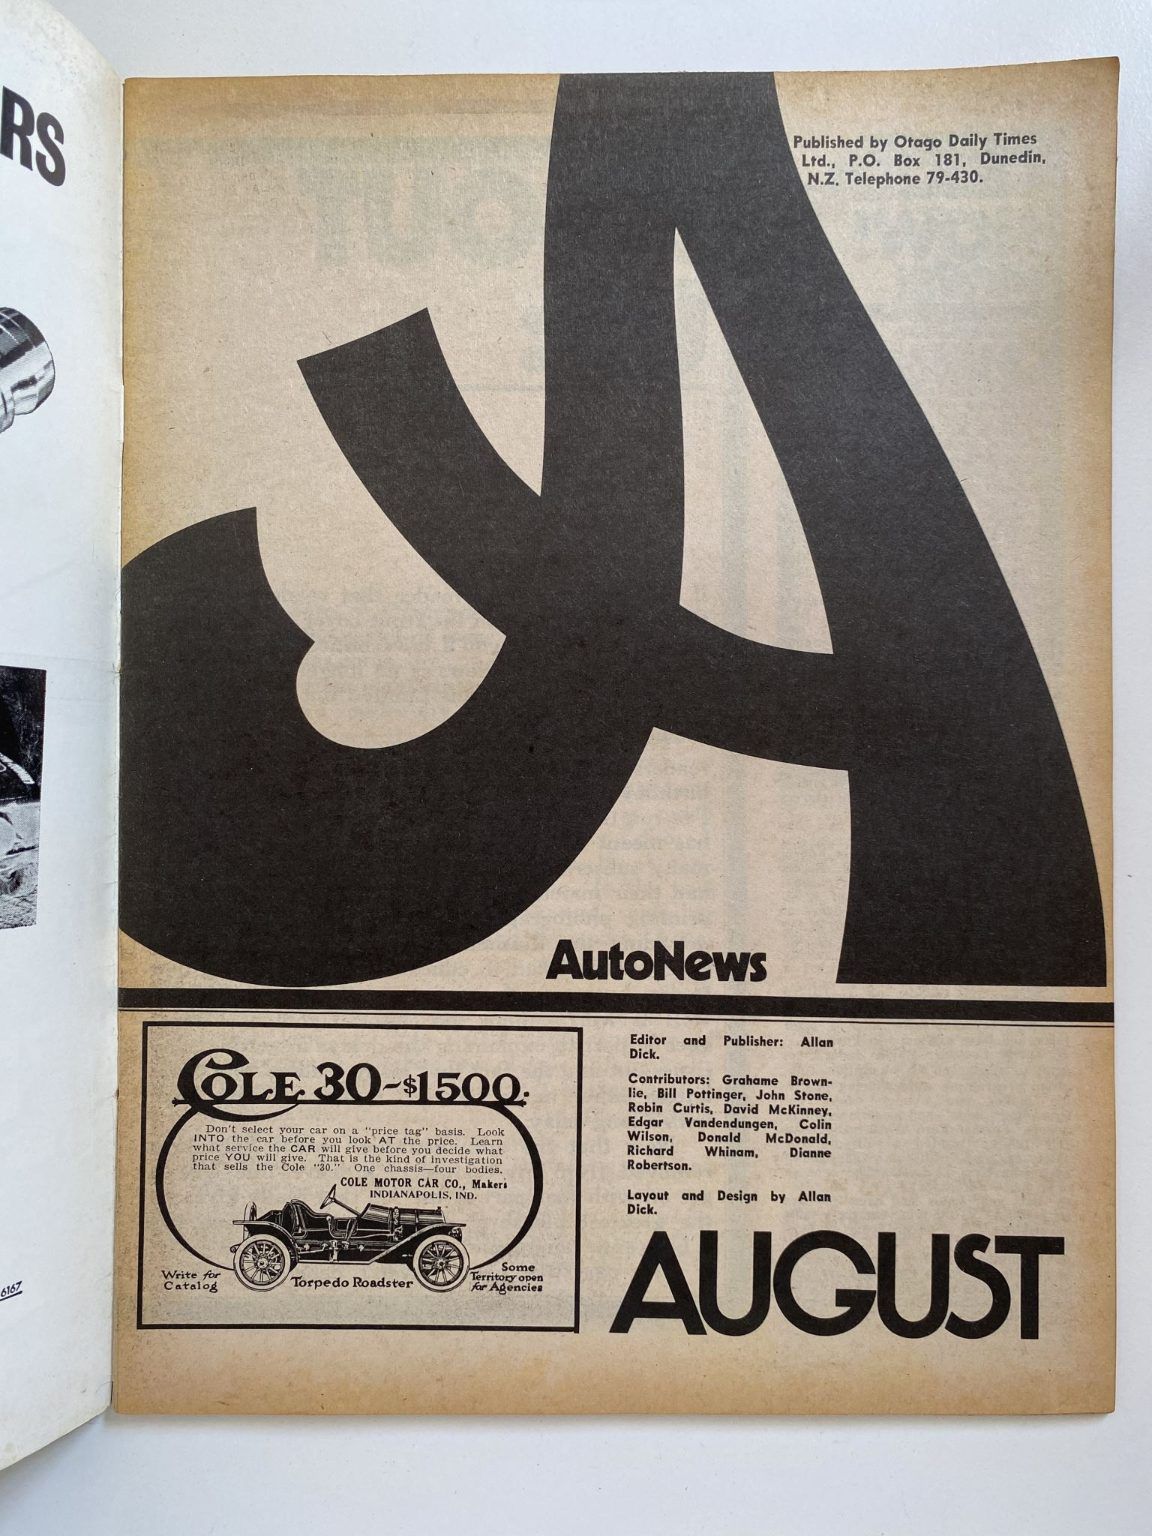 RS
6167
Published by Otago Daily Times
Ltd., P.O. Box 181, Dunedin,
N.Z. Telephone 79-430.
A
AutoNews
COLE 30-$1500.
Don't select your car on a "price tag" basis. Look
INTO the car before you look AT the price. Learn
what service the CAR will give before you decide what
price YOU will give. That is the kind of investigation
that sells the Cole "30." One chassis—four bodies.
COLE MOTOR CAR CO., Makers
INDIANAPOLIS, IND.
Write for
Catalog
Torpedo Roadster
Some
Territory open
for Agencies
Editor and Publisher: Allan
Dick.
Contributors: Grahame Brown-
lie, Bill Pottinger, John Stone,
Robin Curtis, David McKinney,
Edgar Vandendungen, Colin
Wilson, Donald McDonald,
Richard Whinam, Dianne
Robertson.
Layout and Design by Allan
Dick.
AUGUST